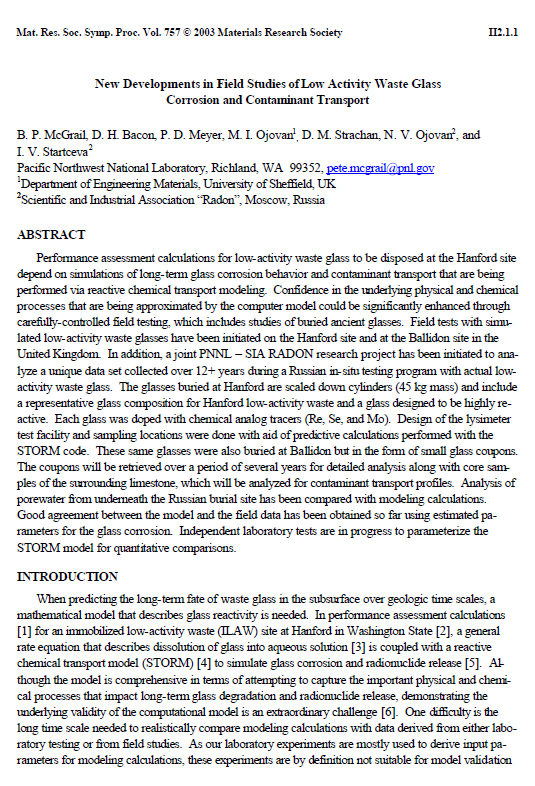 Mat. Res. Soc. Symp. Proc. Vol. 757 © 2003 Materials Research Society II2.1.1
New Developments in Field Studies of Low Activity Waste Glass
Corrosion and Contaminant Transport
B. P. McGrail, D. H. Bacon, P. D. Meyer, M. I. Ojovan¹, D. M. Strachan, N. V. Ojovan², and
I. V. Startceva²
Pacific Northwest National Laboratory, Richland, WA 99352, pete.mcgrail@pnl.gov
¹Department of Engineering Materials, University of Sheffield, UK
²Scientific and Industrial Association “Radon”, Moscow, Russia
ABSTRACT
Performance assessment calculations for low-activity waste glass to be disposed at the Hanford site
depend on simulations of long-term glass corrosion behavior and contaminant transport that are being
performed via reactive chemical transport modeling. Confidence in the underlying physical and chemical
processes that are being approximated by the computer model could be significantly enhanced through
carefully-controlled field testing, which includes studies of buried ancient glasses. Field tests with simu-
lated low-activity waste glasses have been initiated on the Hanford site and at the Ballidon site in the
United Kingdom. In addition, a joint PNNL – SIA RADON research project has been initiated to ana-
lyze a unique data set collected over 12+ years during a Russian in-situ testing program with actual low-
activity waste glass. The glasses buried at Hanford are scaled down cylinders (45 kg mass) and include
a representative glass composition for Hanford low-activity waste and a glass designed to be highly re-
active. Each glass was doped with chemical analog tracers (Re, Se, and Mo). Design of the lysimeter
test facility and sampling locations were done with aid of predictive calculations performed with the
STORM code. These same glasses were also buried at Ballidon but in the form of small glass coupons.
The coupons will be retrieved over a period of several years for detailed analysis along with core sam-
ples of the surrounding limestone, which will be analyzed for contaminant transport profiles. Analysis of
porewater from underneath the Russian burial site has been compared with modeling calculations.
Good agreement between the model and the field data has been obtained so far using estimated pa-
rameters for the glass corrosion. Independent laboratory tests are in progress to parameterize the
STORM model for quantitative comparisons.
INTRODUCTION
When predicting the long-term fate of waste glass in the subsurface over geologic time scales, a
mathematical model that describes glass reactivity is needed. In performance assessment calculations
[1] for an immobilized low-activity waste (ILAW) site at Hanford in Washington State [2], a general
rate equation that describes dissolution of glass into aqueous solution [3] is coupled with a reactive
chemical transport model (STORM) [4] to simulate glass corrosion and radionuclide release [5]. Al-
though the model is comprehensive in terms of attempting to capture the important physical and chemi-
cal processes that impact long-term glass degradation and radionuclide release, demonstrating the
underlying validity of the computational model is an extraordinary challenge [6]. One difficulty is the
long time scale needed to realistically compare modeling calculations with data derived from either labo-
ratory testing or from field studies. As our laboratory experiments are mostly used to derive input pa-
rameters for modeling calculations, these experiments are by definition not suitable for model validation